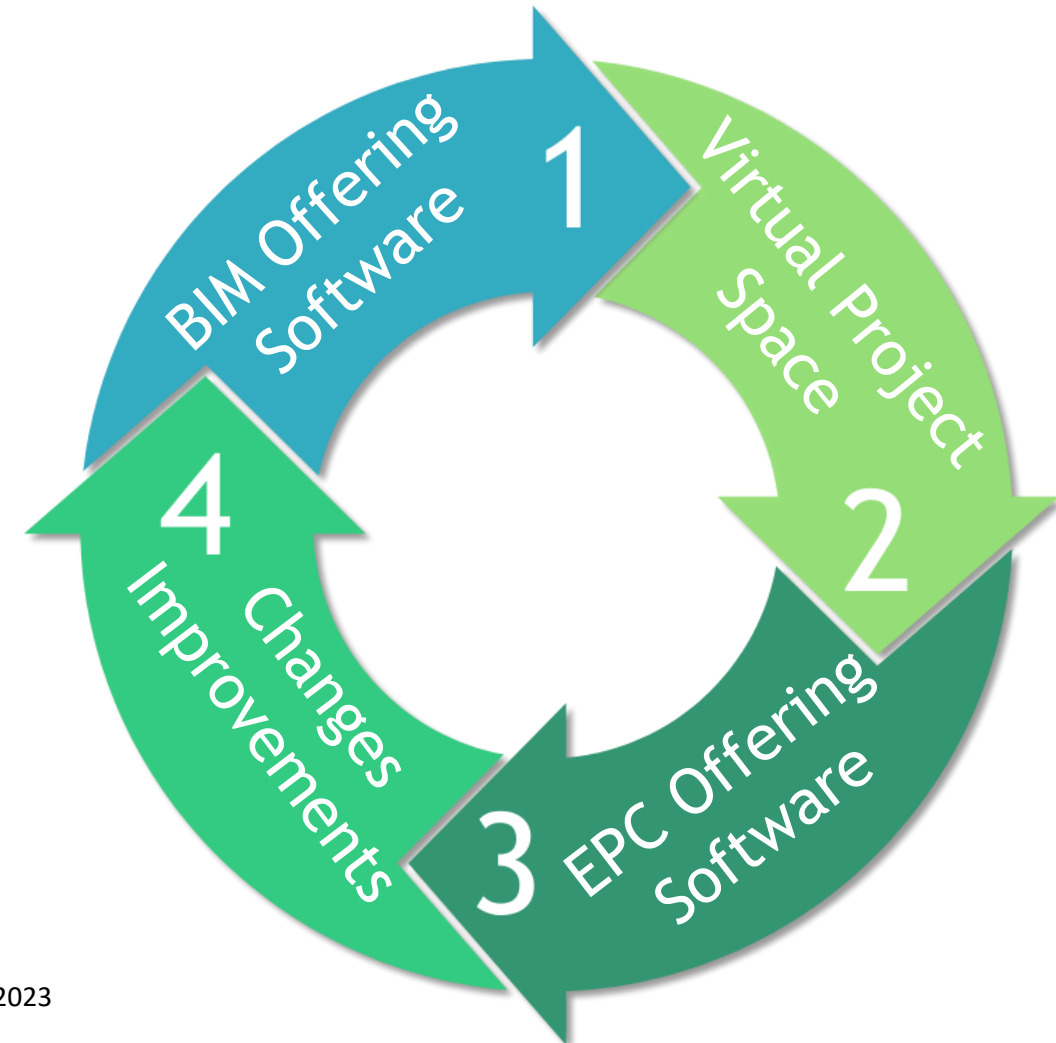 1
BIM Offering
Software
Virtual Project
Space
2
EPC Offering
Software
3
4
Changes
Improvements
2023